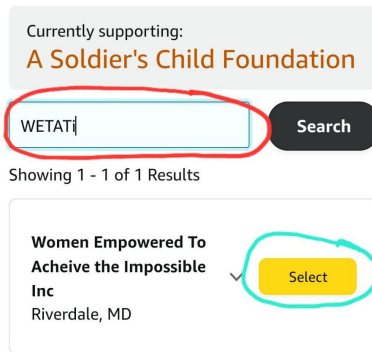 Currently supporting:
A Soldier's Child Foundation
WETATi
Search
Showing 1 - 1 of 1 Results
Women Empowered To
Acheive the Impossible
Inc
Select
Riverdale, MD